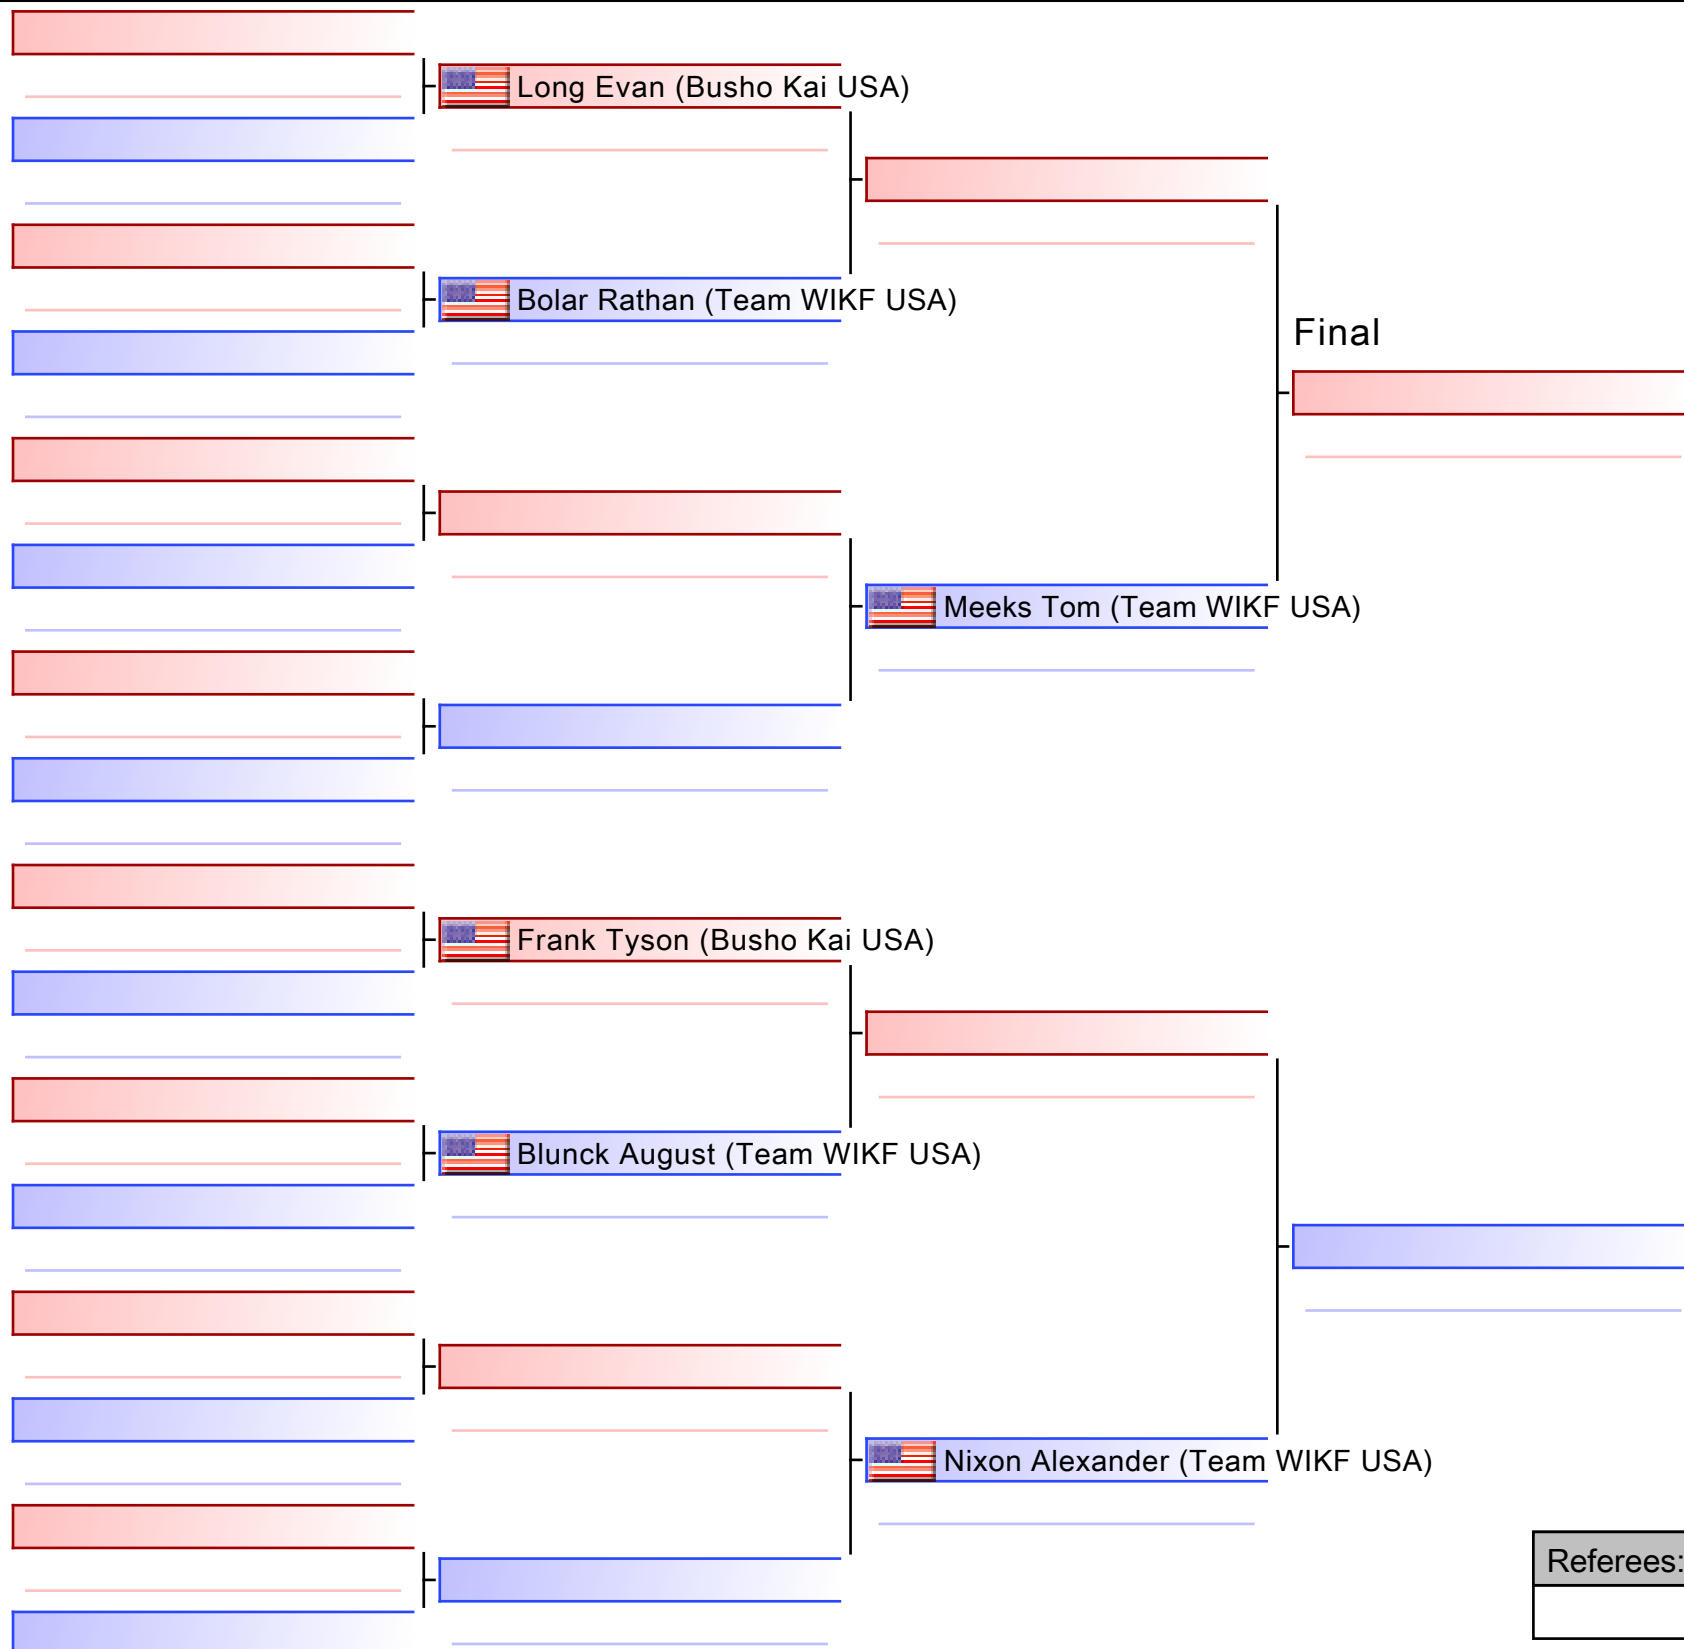 Long Evan (Busho Kai USA)
Bolar Rathan (Team WIKF USA)
Final
Meeks Tom (Team WIKF USA)
Frank Tyson (Busho Kai USA)
Blunck August (Team WIKF USA)
Nixon Alexander (Team WIKF USA)
Referees: